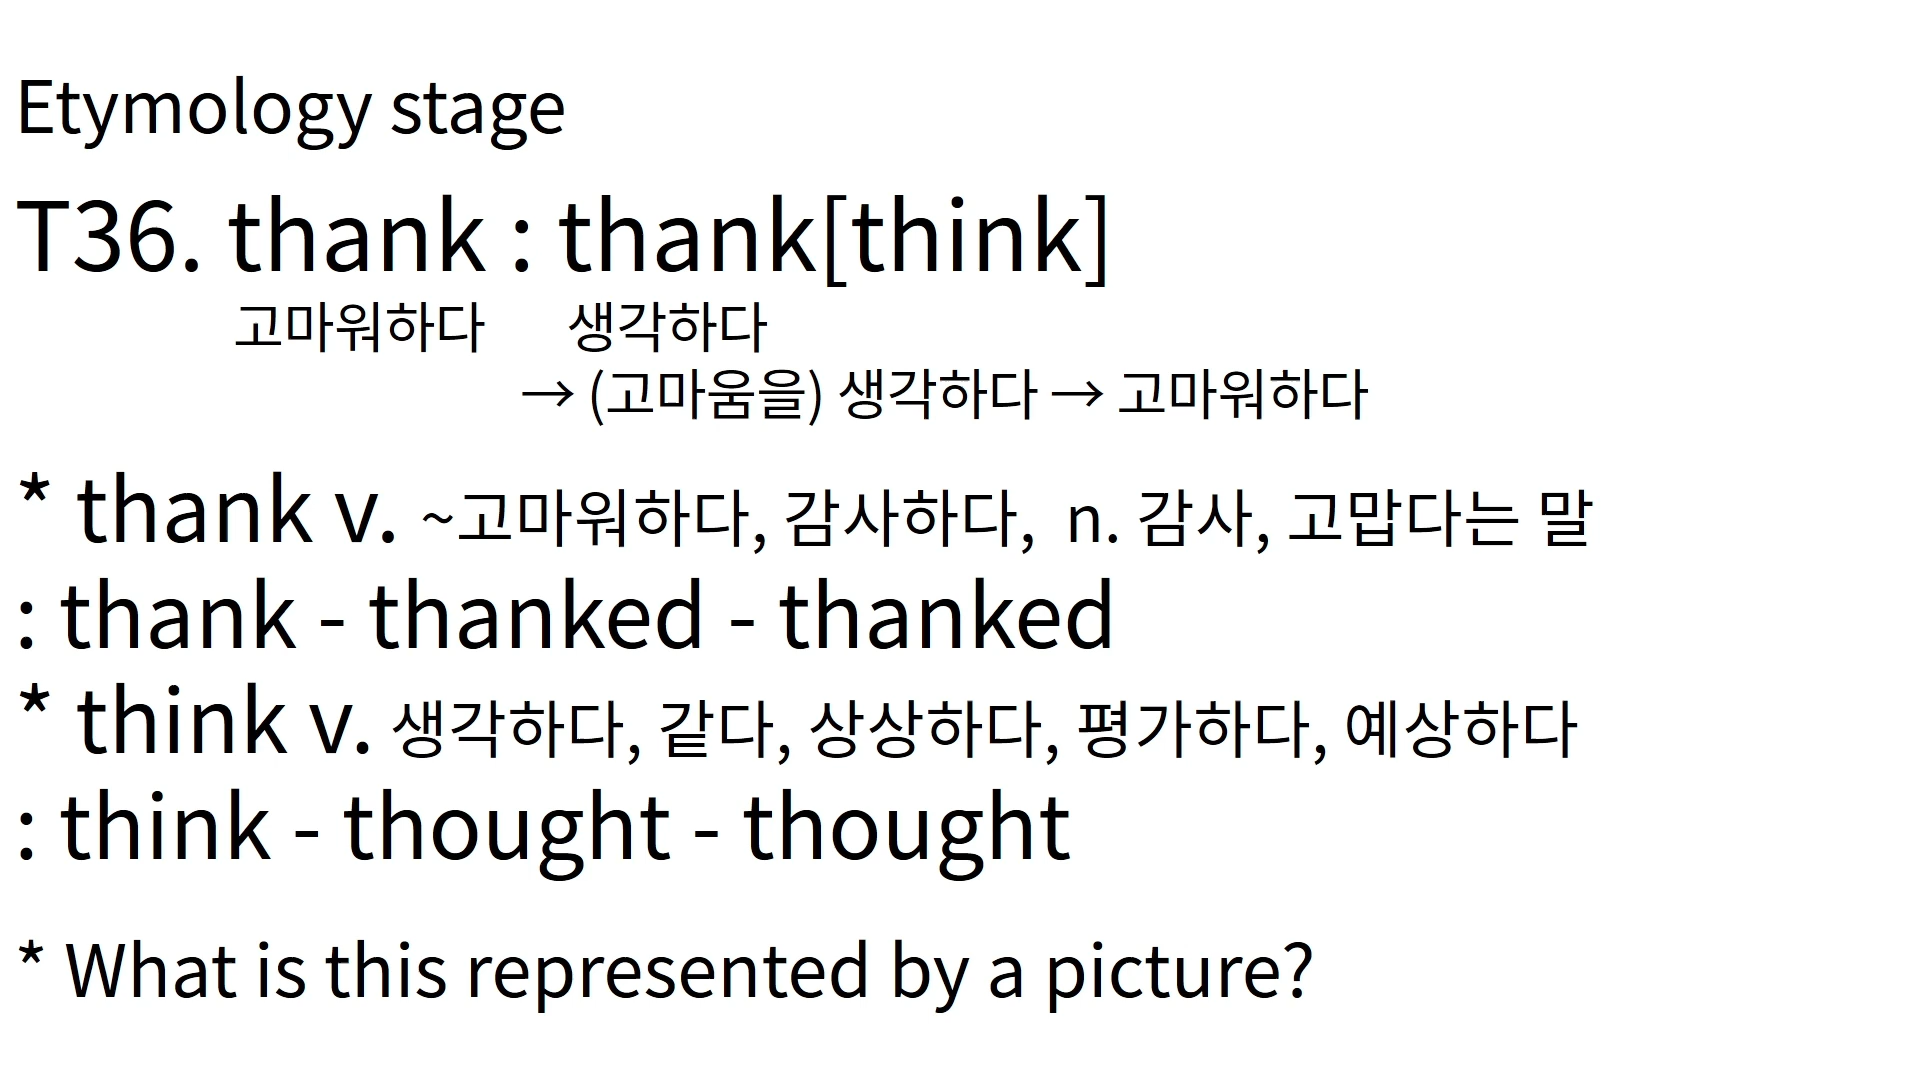 Etymology stage
T36. thank : thank[think]
고마워하다 생각하다
→ (고마움을) 생각하다 → 고마워하다
* thank v. ~고마워하다, 감사하다, n. 감사, 고맙다는 말
: thank - thanked - thanked
* think v. 생각하다, 같다, 상상하다, 평가하다, 예상하다
: think - thought - thought
* What is this represented by a picture?